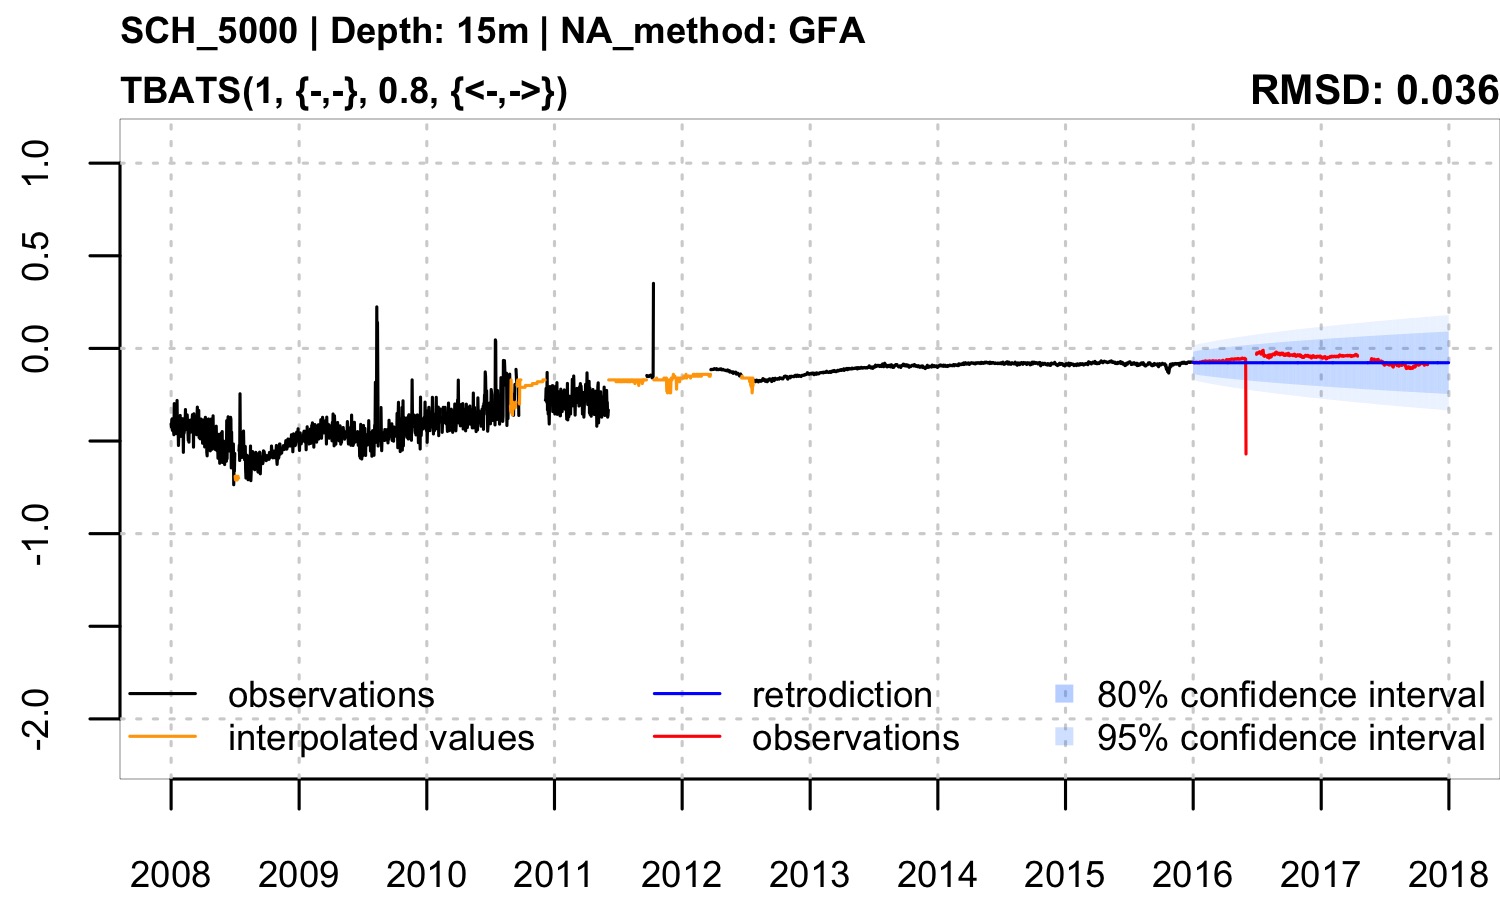 SCH_5000 | Depth: 15m | NA_method: GFA
TBATS(1, {-,-}, 0.8, {<-,->})
RMSD: 0.036
1.0
0.5
0.0
-1.0
-2.0
observations
retrodiction
80% confidence interval
interpolated values
observations
95% confidence interval
2008 2009 2010 2011 2012 2013 2014 2015 2016 2017 2018